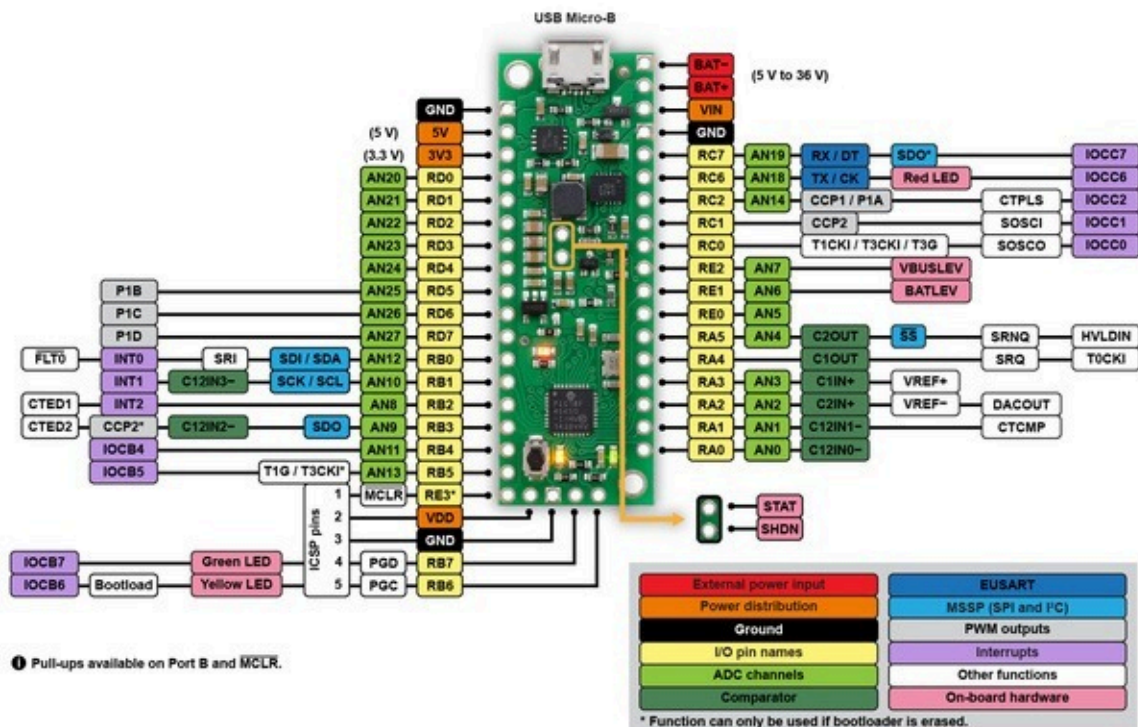 USB Micro-B
BAT−
(5 V to 36 V)
BAT+
GND VIN
(5 V) 5V GND
(3.3 V) 3V3 RC7 AN19 RX / DT SDO* IOCC7
AN20 RD0 RC6 AN18 TX / CK Red LED IOCC6
AN21 RD1 RC2 AN14 CCP1 / P1A CTPLS IOCC2
AN22 RD2 RC1 CCP2 SOSCI IOCC1
AN23 RD3 RC0 T1CKI / T3CKI / T3G SOSCO IOCC0
AN24 RD4 RE2 AN7 VBUSLEV
P1B AN25 RD5 RE1 AN6 BATLEV
P1C AN26 RD6 RE0 AN5
P1D AN27 RD7 RA5 AN4 C2OUT SS SRNQ HVLDIN
FLT0 INT0 SRI SDI / SDA AN12 RB0 RA4 C1OUT SRQ T0CKI
INT1 C12IN3− SCK / SCL AN10 RB1 RA3 AN3 C1IN+ VREF+
CTED1 INT2 AN8 RB2 RA2 AN2 C2IN+ VREF− DACOUT
CTED2 CCP2* C12IN2− SDO AN9 RB3 RA1 AN1 C12IN1− CTCMP
IOCB4 AN11 RB4 RA0 AN0 C12IN0−
IOCB5 T1G / T3CKI* AN13 RB5
ICSP pins
1 MCLR RE3* STAT
2 VDD SHDN
3 GND
IOCB7 Green LED 4 PGD RB7
IOCB6 Bootload Yellow LED 5 PGC RB6
External power input EUSART
Power distribution MSSP (SPI and I²C)
Ground PWM outputs
I/O pin names Interrupts
ADC channels Other functions
Comparator On-board hardware
* Function can only be used if bootloader is erased.
Pull-ups available on Port B and MCLR.